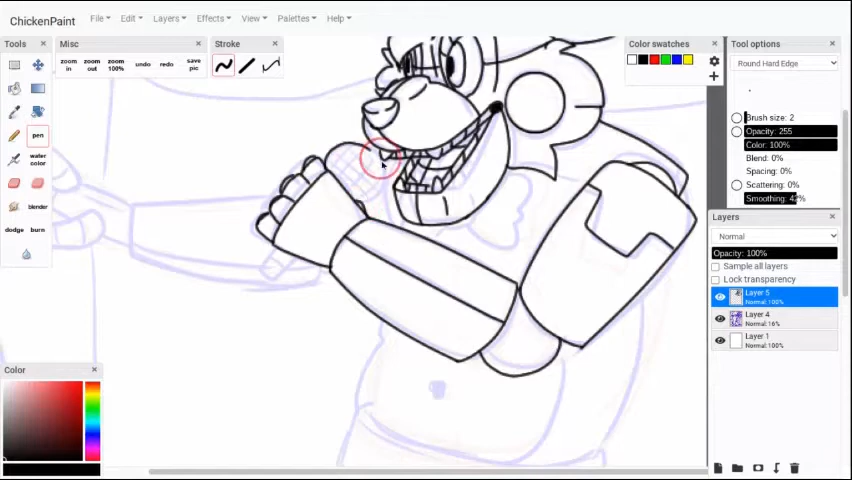 ChickenPaint
File Edit Layers Effects View Palettes Help
Tools
Misc
Stroke
Color swatches
Tool options
zoom in
zoom out
zoom 100%
undo
redo
save pic
Round Hard Edge
pen
water color
blender
dodge
burn
Brush size: 2
Opacity: 255
Color: 100%
Blend: 0%
Spacing: 0%
Scattering: 0%
Layers
Normal
Opacity: 100%
Sample all layers
Lock transparency
Layer 5
Normal:100%
Layer 4
Normal:16%
Layer 1
Normal:100%
Color